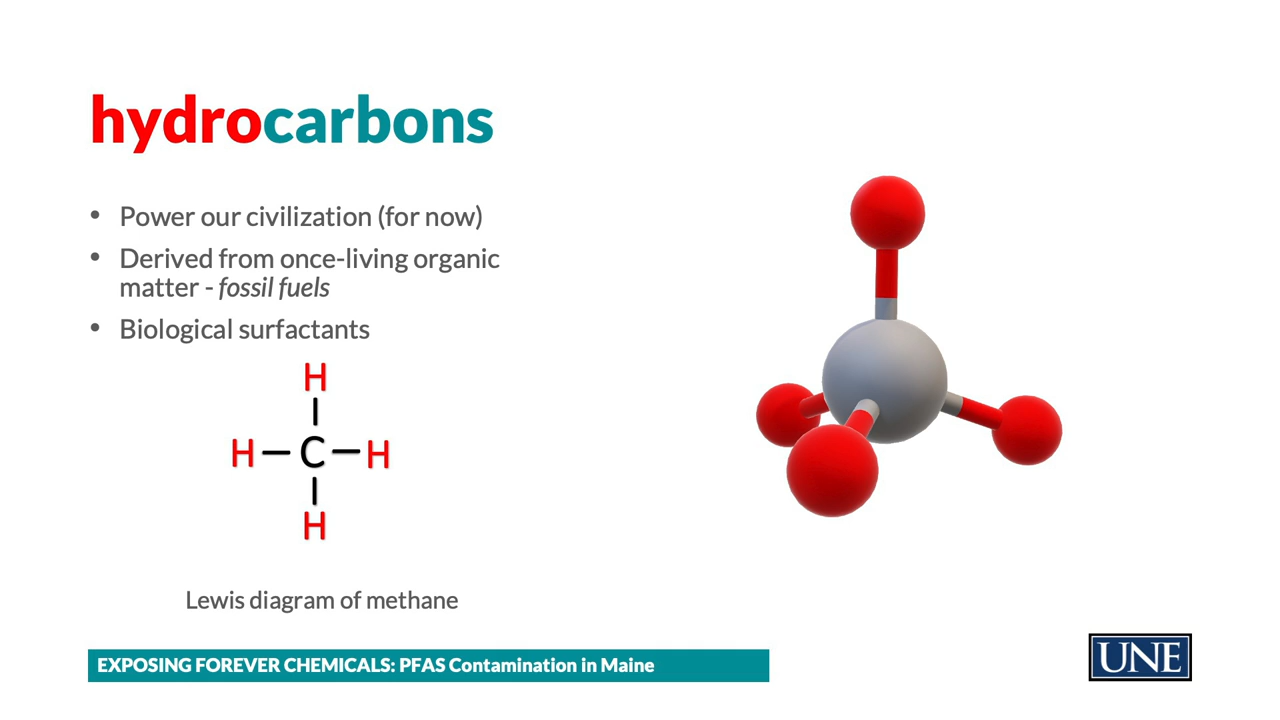 hydrocarbons
• Power our civilization (for now)
• Derived from once-living organic
matter - fossil fuels
• Biological surfactants
H
H – C – H
H
Lewis diagram of methane
EXPOSING FOREVER CHEMICALS: PFAS Contamination in Maine
UNE